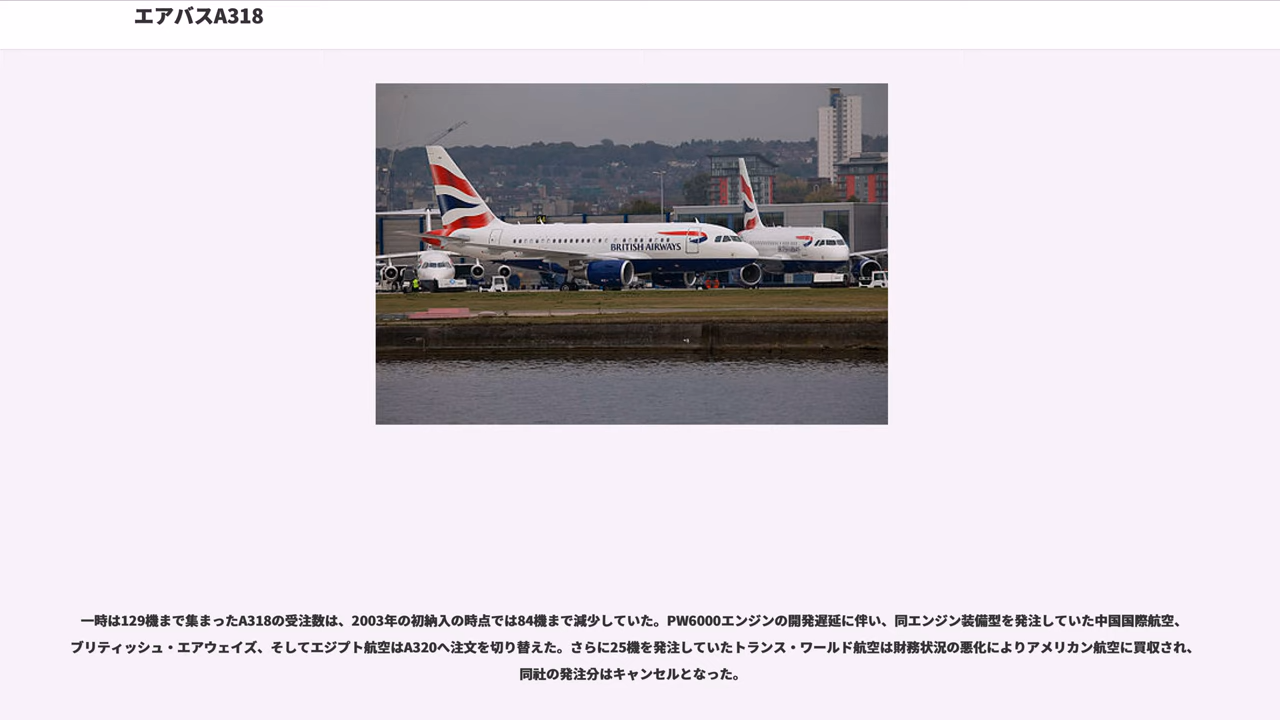 エアバスA318
BRITISH AIRWAYS
一時は129機まで集まったA318の受注数は、2003年の初納入の時点では84機まで減少していた。PW6000エンジンの開発遅延に伴い、同エンジン装備型を発注していた中国国際航空、
ブリティッシュ・エアウェイズ、そしてエジプト航空はA320へ注文を切り替えた。さらに25機を発注していたトランス・ワールド航空は財務状況の悪化によりアメリカン航空に買収され、
同社の発注分はキャンセルとなった。